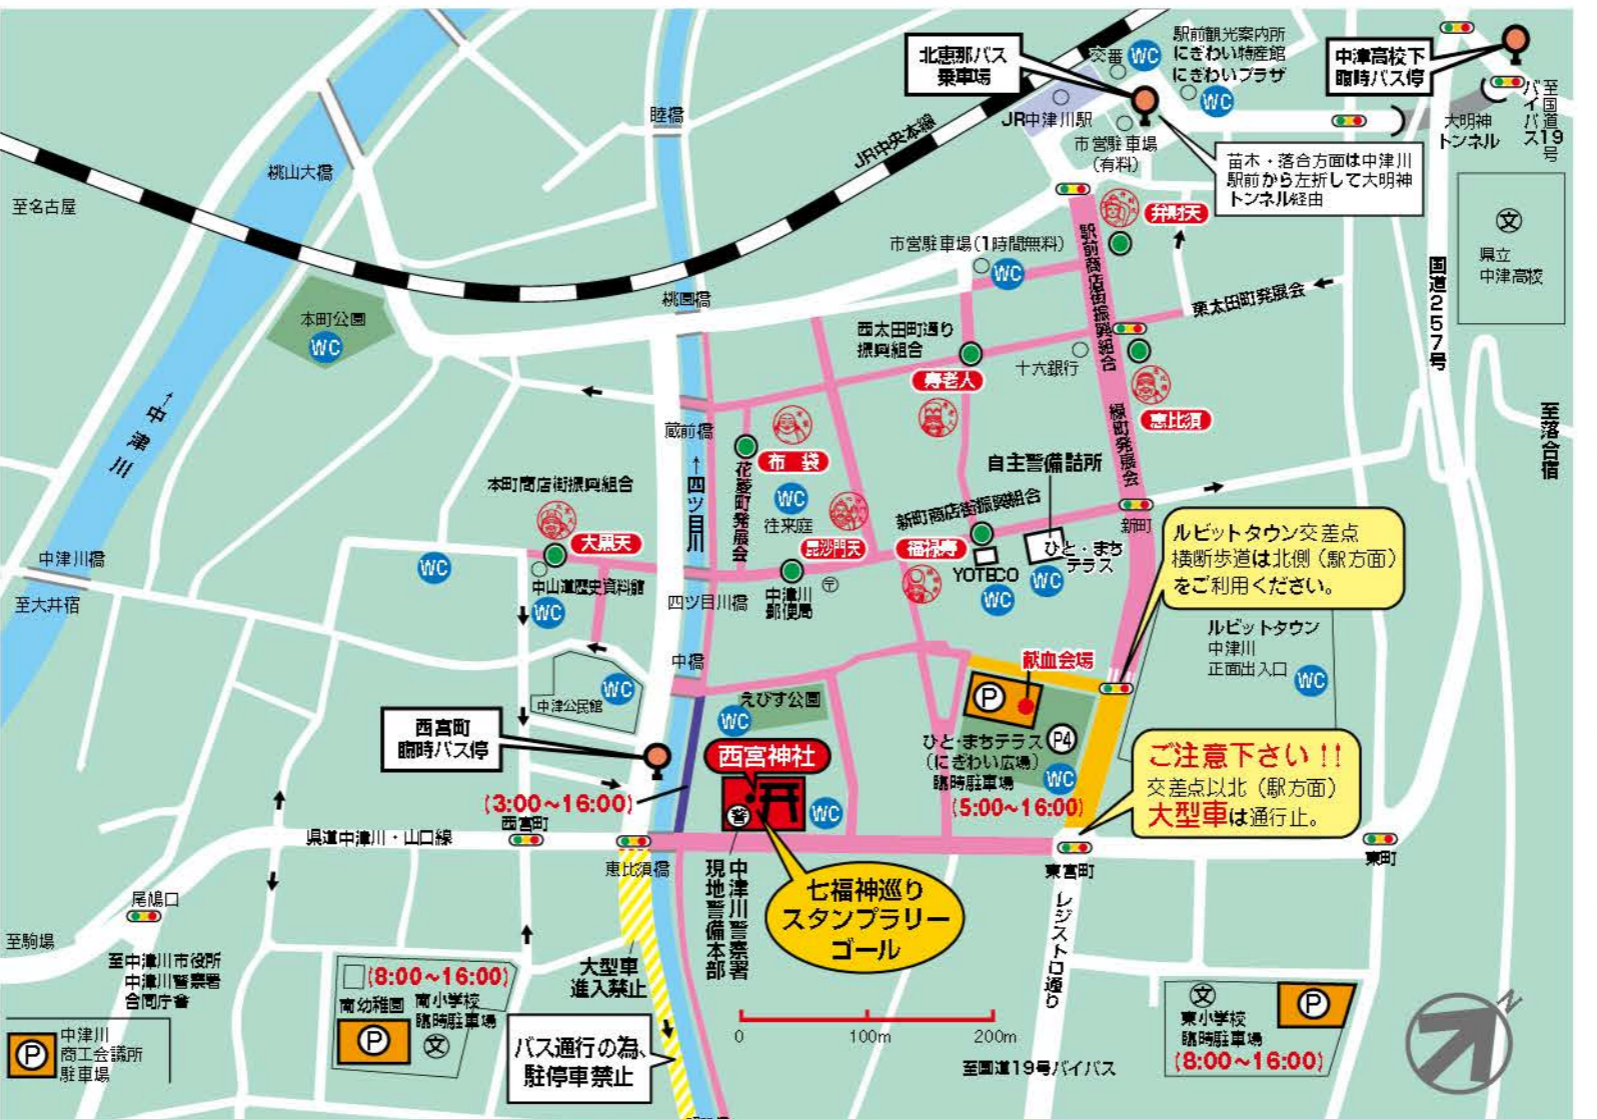 北恵那バス
乗車場
交番
WC
駅前観光案内所
にぎわい特産館
にぎわいプラザ
WC
中津高校下
臨時バス停
至国道19号
バイパス
大明神
トンネル
JR中津川駅
市営駐車場
(有料)
苗木・落合方面は中津川
駅前から左折して大明神
トンネル経由
JR中央本線
睦橋
桃山大橋
至名古屋
文
県立
中津高校
国道257号
至落合宿
弁財天
駅前商店街振興組合
市営駐車場(1時間無料)
WC
東太田町発展会
桃園橋
本町公園
WC
西太田町通り
振興組合
寿老人
十六銀行
恵比須
緑町発展会
→中津川
蔵前橋
→四ツ目川
布 袋
花菱町発展会
WC
往来庭
毘沙門天
自主警備詰所
新町商店街振興組合
新町
福禄寿
YOTECO
WC
ひと・まち
テラス
WC
本町商店街振興組合
大黒天
中山道歴史資料館
WC
WC
中津川橋
至大井宿
四ツ目川橋
中津川
郵便局
〒
ルビットタウン交差点
横断歩道は北側(駅方面)
をご利用ください。
ルビットタウン
中津川
正面出入口
WC
中橋
中津公民館
WC
えびす公園
WC
献血会場
P
ひと・まちテラス
(にぎわい広場)
臨時駐車場
(5:00~16:00)
P4
WC
西宮町
臨時バス停
(3:00~16:00)
西宮神社
警
WC
ご注意下さい!!
交差点以北(駅方面)
大型車は通行止。
県道中津川・山口線
西宮町
恵比須橋
東宮町
東町
中津川警察署
現地警備本部
七福神巡り
スタンプラリー
ゴール
レジストロ通り
尾鳩口
至駒場
至中津川市役所
中津川警察署
合同庁舎
P
中津川
商工会議所
駐車場
(8:00~16:00)
南幼稚園
南小学校
臨時駐車場
P
文
大型車
進入禁止
バス通行の為、
駐停車禁止
0
100m
200m
至国道19号バイパス
文
東小学校
臨時駐車場
P
(8:00~16:00)
N